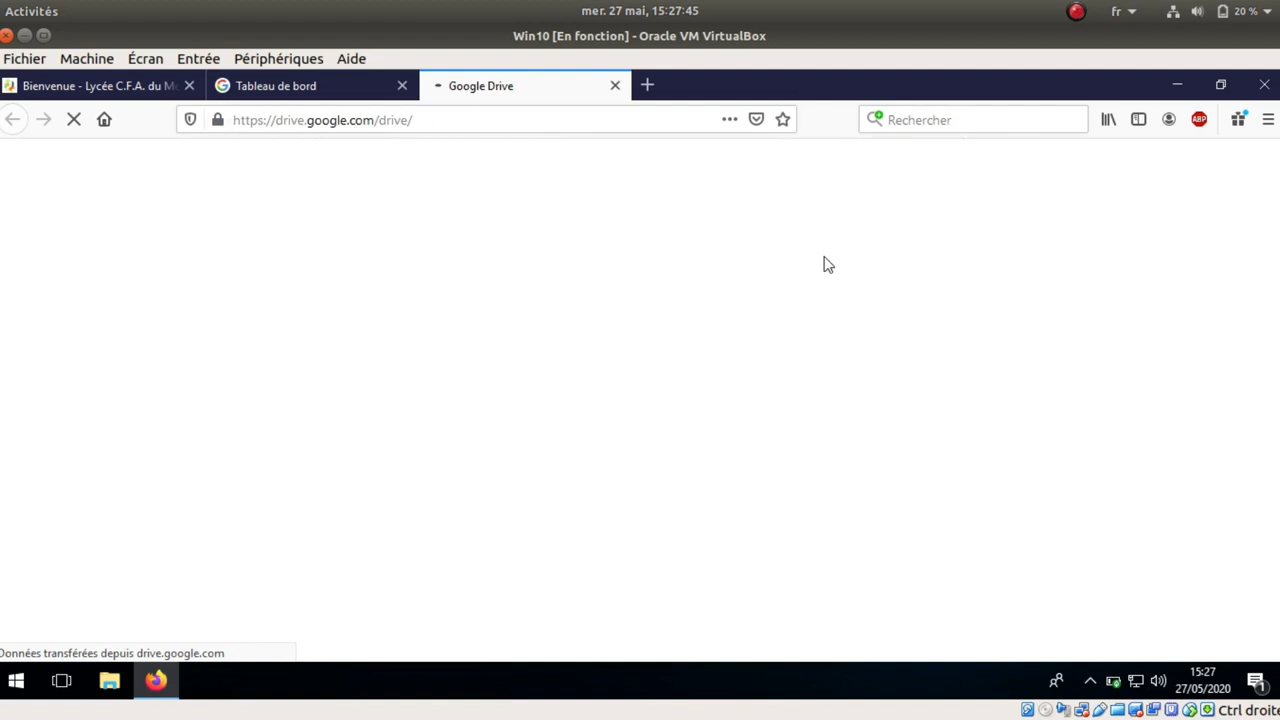 Activités
mer. 27 mai, 15:27:45
fr
20 %
Win10 [En fonction] - Oracle VM VirtualBox
Fichier Machine Écran Entrée Périphériques Aide
Bienvenue - Lycée C.F.A. du M
Tableau de bord
Google Drive
https://drive.google.com/drive/
Rechercher
ABP
Données transférées depuis drive.google.com
15:27
27/05/2020
1
Ctrl droite